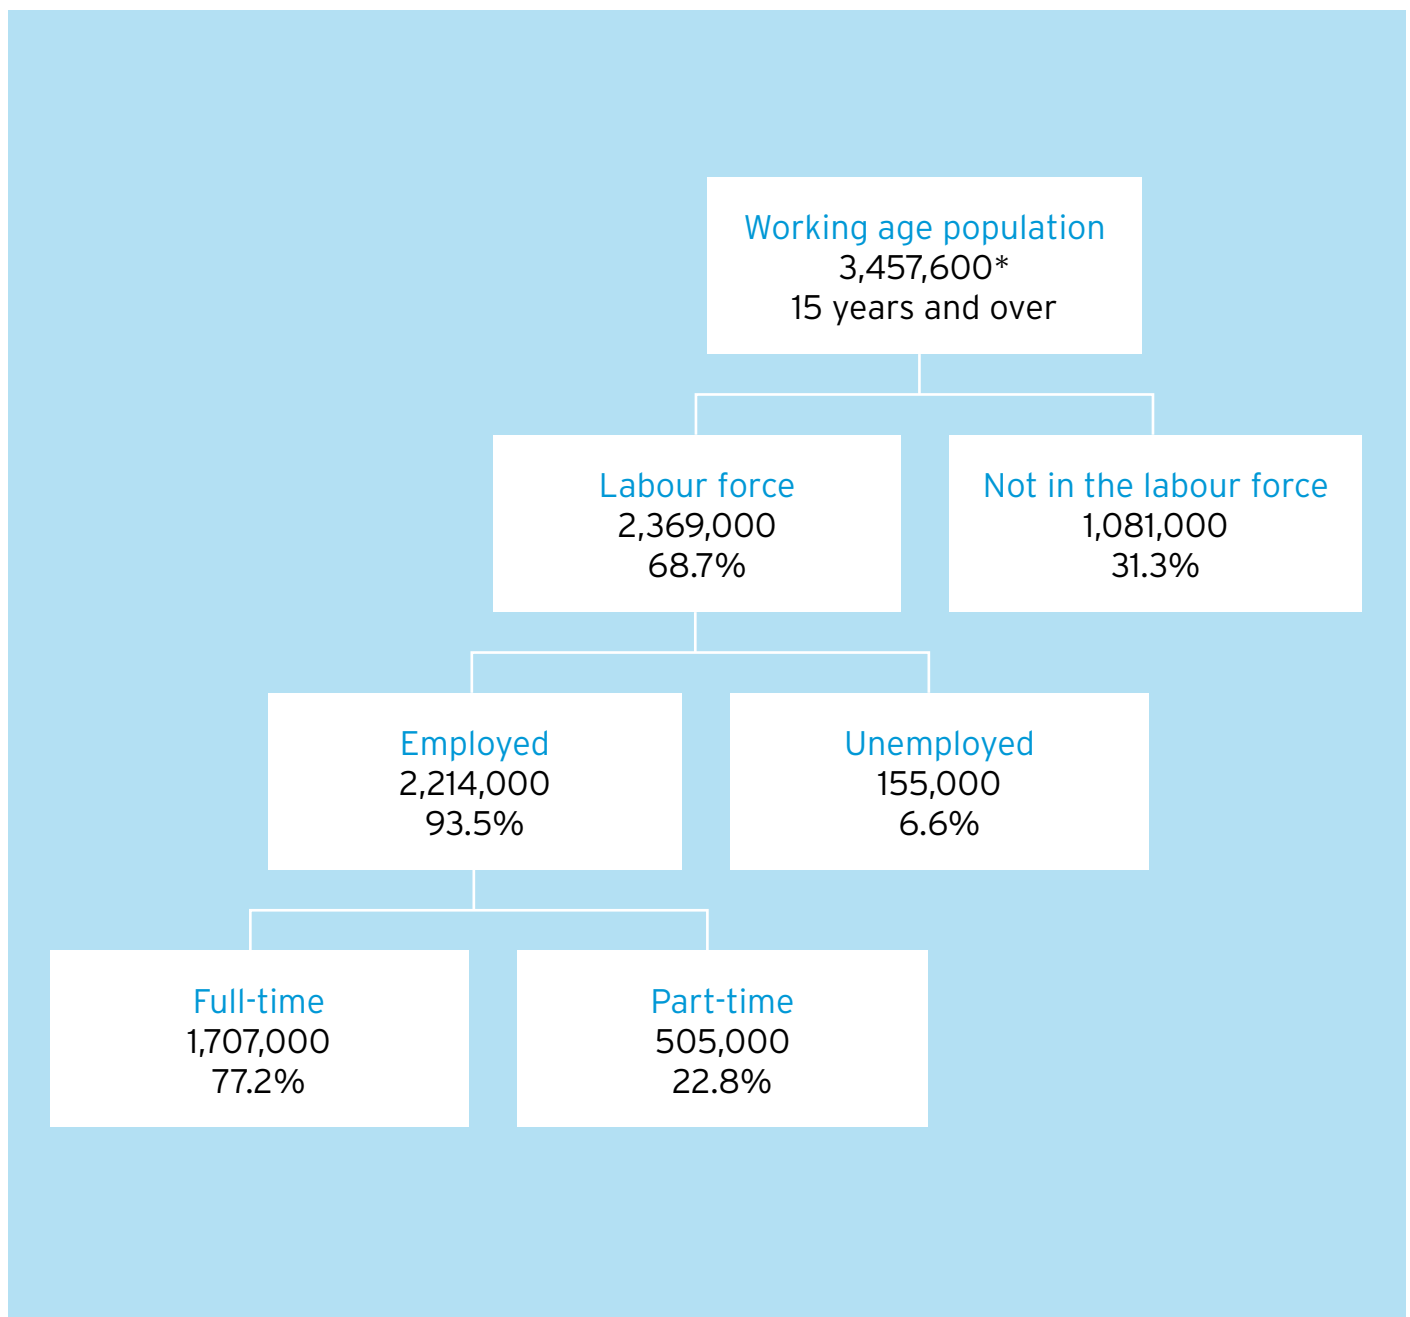 Working age population
3,457,600*
15 years and over
Labour force
2,369,000
68.7%
Not in the labour force
1,081,000
31.3%
Employed
2,214,000
93.5%
Unemployed
155,000
6.6%
Full-time
1,707,000
77.2%
Part-time
505,000
22.8%